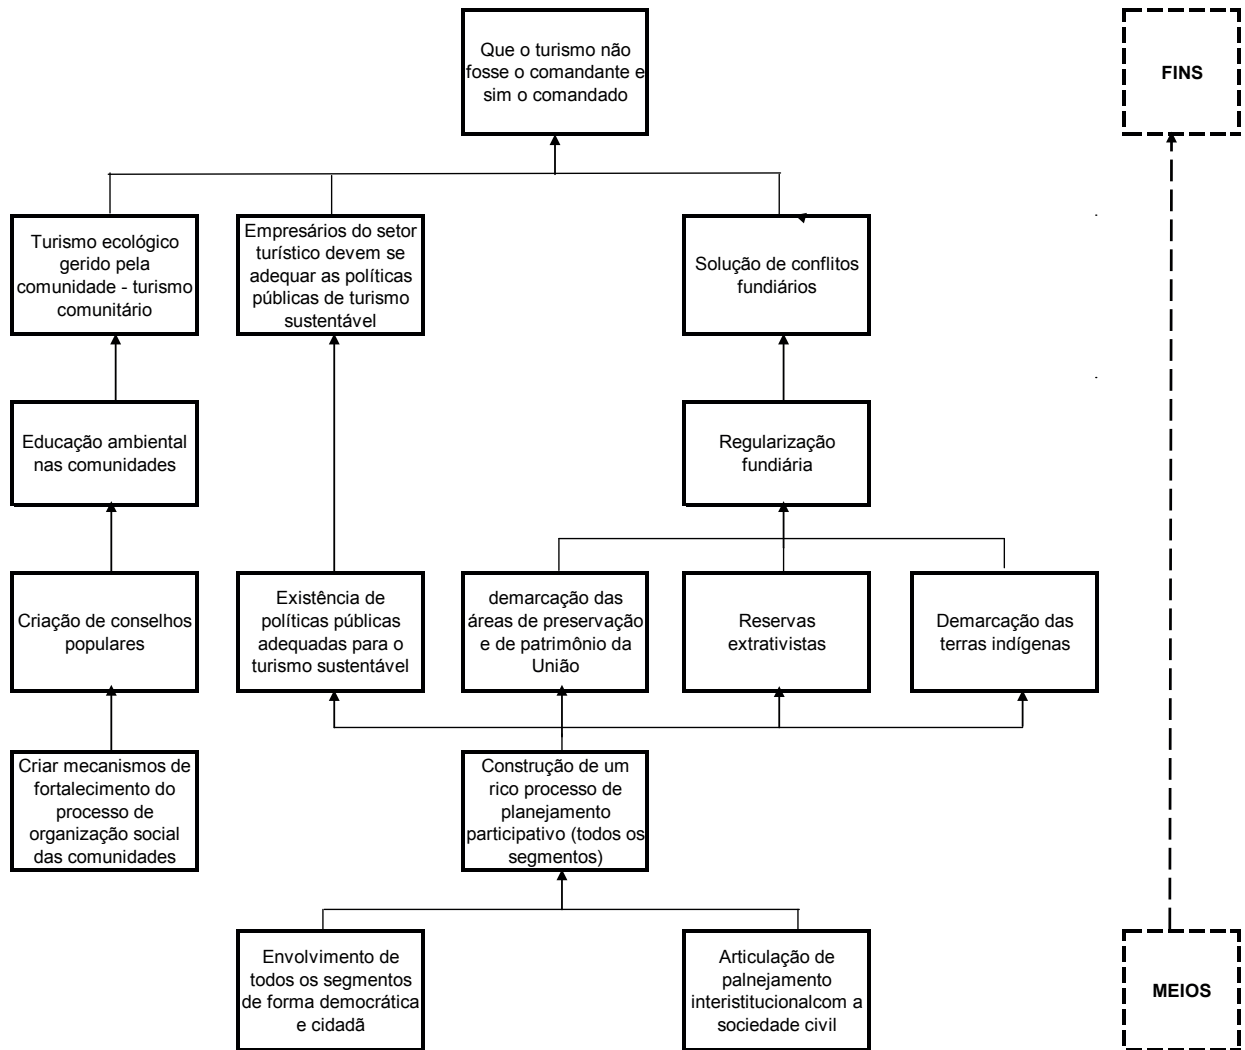 Que o turismo não
fosse o comandante e
sim o comandado
FINS
Turismo ecológico
gerido pela
comunidade - turismo
comunitário
Empresários do setor
turístico devem se
adequar as políticas
públicas de turismo
sustentável
Solução de conflitos
fundiários
Educação ambiental
nas comunidades
Regularização
fundiária
Criação de conselhos
populares
Existência de
políticas públicas
adequadas para o
turismo sustentável
demarcação das
áreas de preservação
e de patrimônio da
União
Reservas
extrativistas
Demarcação das
terras indígenas
Criar mecanismos de
fortalecimento do
processo de
organização social
das comunidades
Construção de um
rico processo de
planejamento
participativo (todos os
segmentos)
Envolvimento de
todos os segmentos
de forma democrática
e cidadã
Articulação de
palnejamento
interistitucionalcom a
sociedade civil
MEIOS